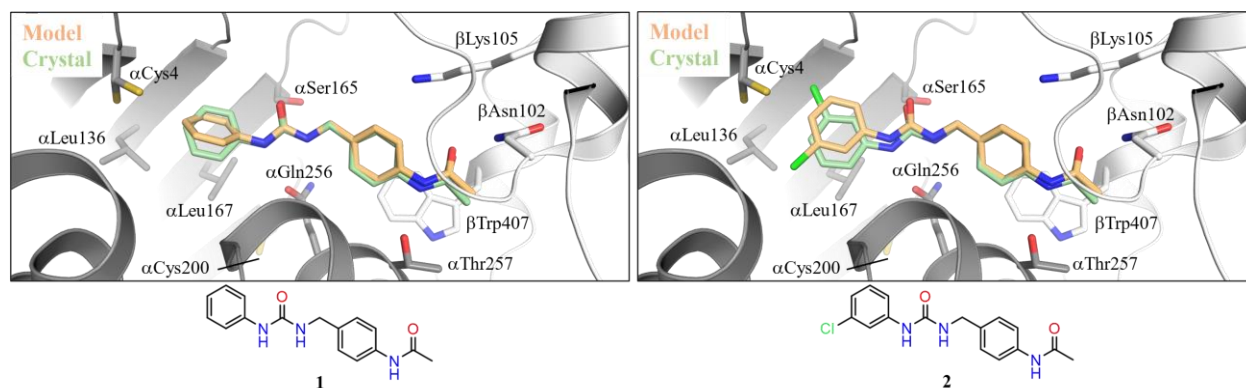 Model
Crystal
αCys4
βLys105
αSer165
βAsn102
αLeu136
αGln256
αLeu167
βTrp407
αCys200
αThr257
Model
Crystal
αCys4
βLys105
αSer165
βAsn102
αLeu136
αGln256
αLeu167
βTrp407
αCys200
αThr257
O
N
H
N
H
O
N
H
1
Cl
O
N
H
N
H
O
N
H
2